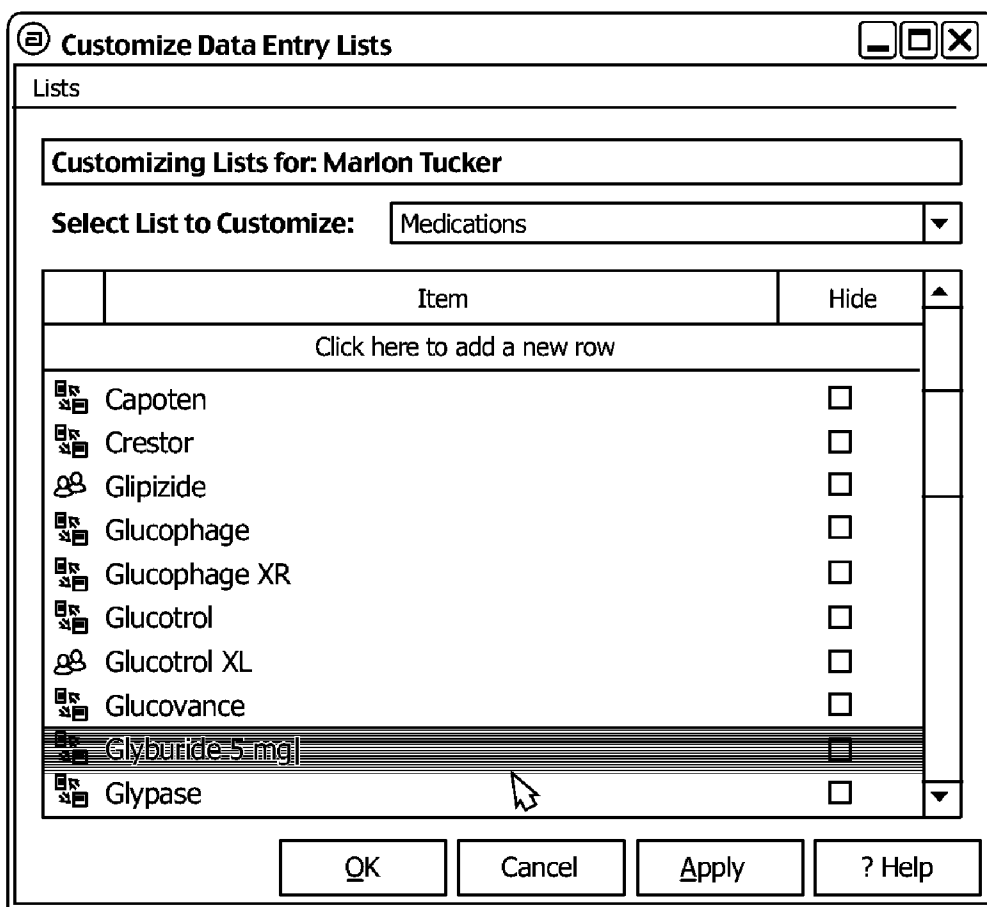 a Customize Data Entry Lists
Lists
Customizing Lists for: Marlon Tucker
Select List to Customize: Medications
Item Hide
Click here to add a new row
Capoten
Crestor
Glipizide
Glucophage
Glucophage XR
Glucotrol
Glucotrol XL
Glucovance
Glyburide 5 mg
Glypase
OK Cancel Apply ? Help